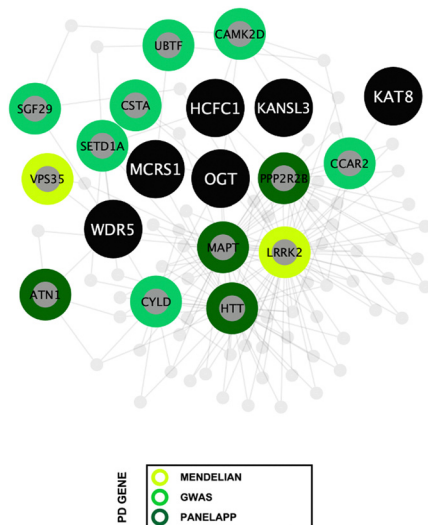 UBTF
CAMK2D
SGF29
CSTA
HCFC1
KANSL3
KAT8
SETD1A
MCRS1
OGT
PPP2R2B
CCAR2
VPS35
WDR5
MAPT
LRRK2
ATN1
CYLD
HTT
PD GENE
MENDELIAN
GWAS
PANELAPP